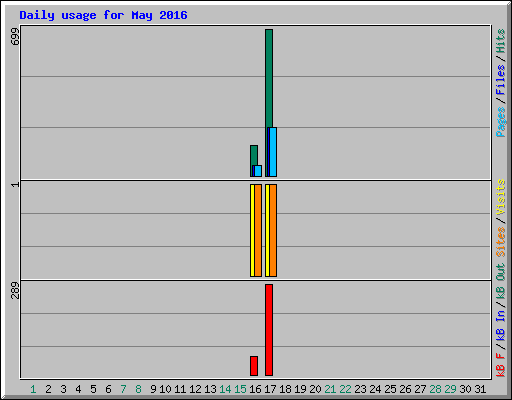 Daily usage for May 2016
699
1
289
Pages / Files / Hits
Sites / Visits
kB F / kB In / kB Out
1 2 3 4 5 6 7 8 9 10 11 12 13 14 15 16 17 18 19 20 21 22 23 24 25 26 27 28 29 30 31